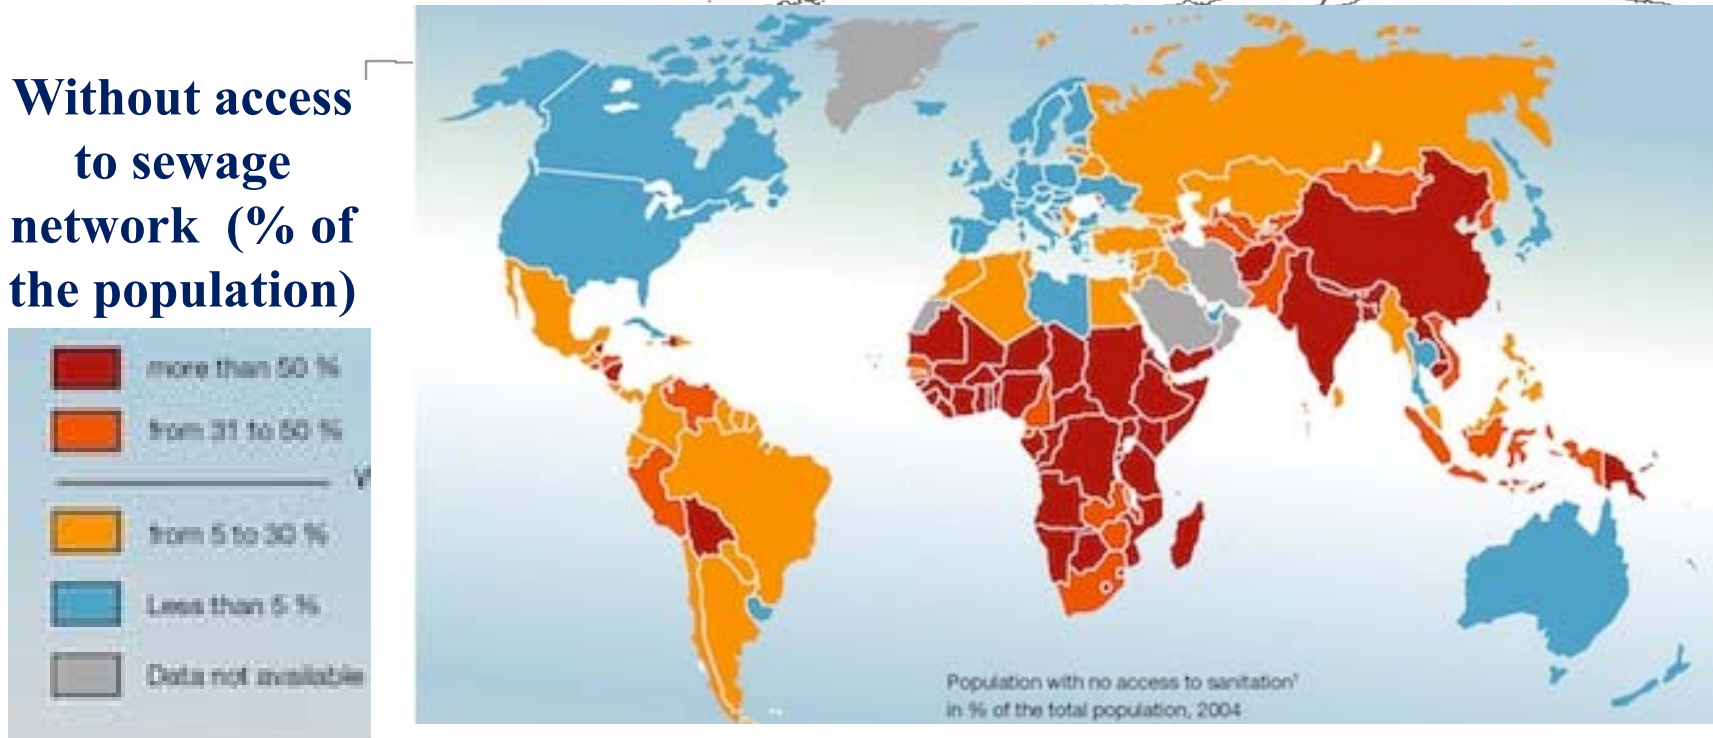 Without access
to sewage
network (% of
the population)
more than 50 %
from 31 to 50 %
from 5 to 30 %
Less than 5 %
Data not available
Population with no access to sanitation¹
in % of the total population, 2004